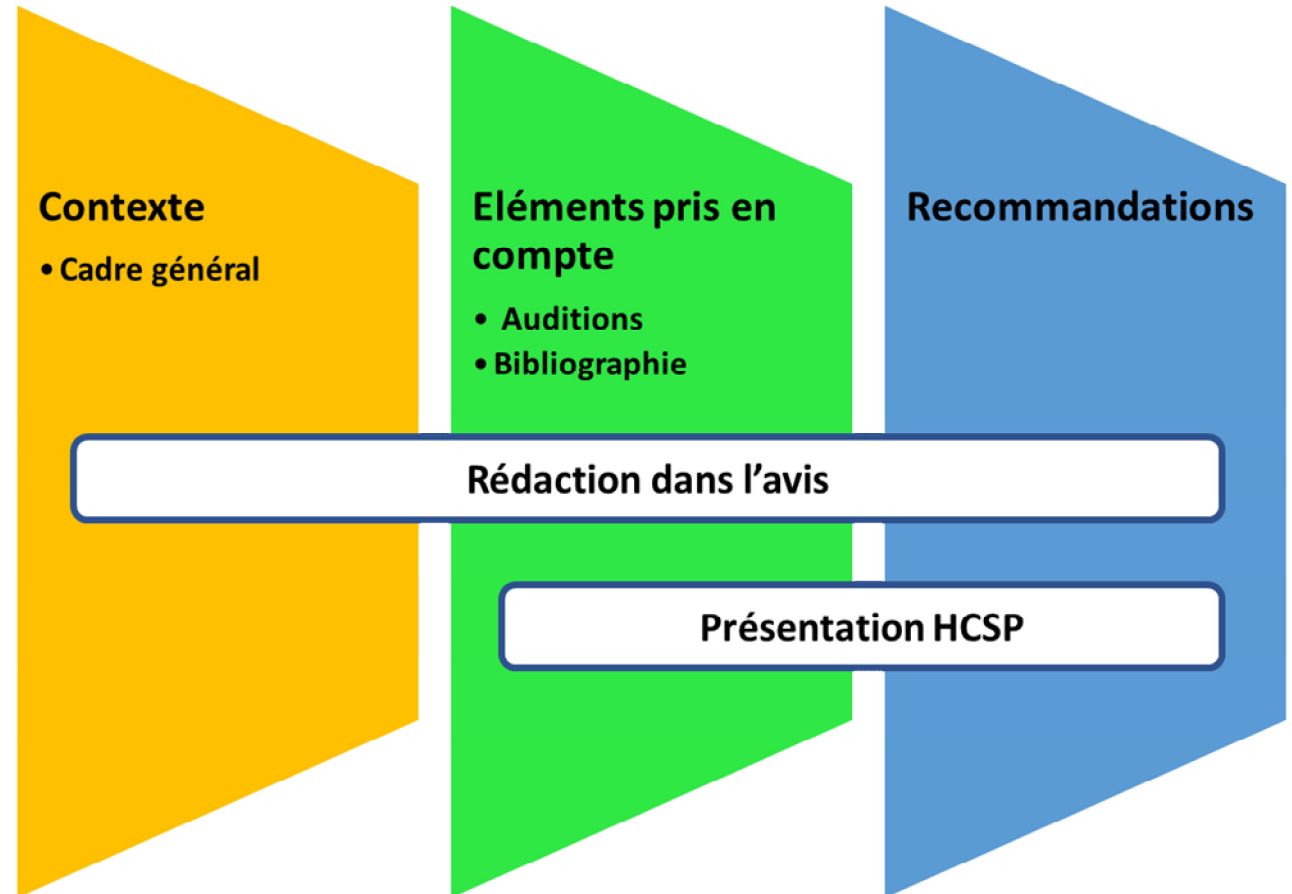 Contexte
• Cadre général
Eléments pris en
compte
• Auditions
• Bibliographie
Recommandations
Rédaction dans l’avis
Présentation HCSP